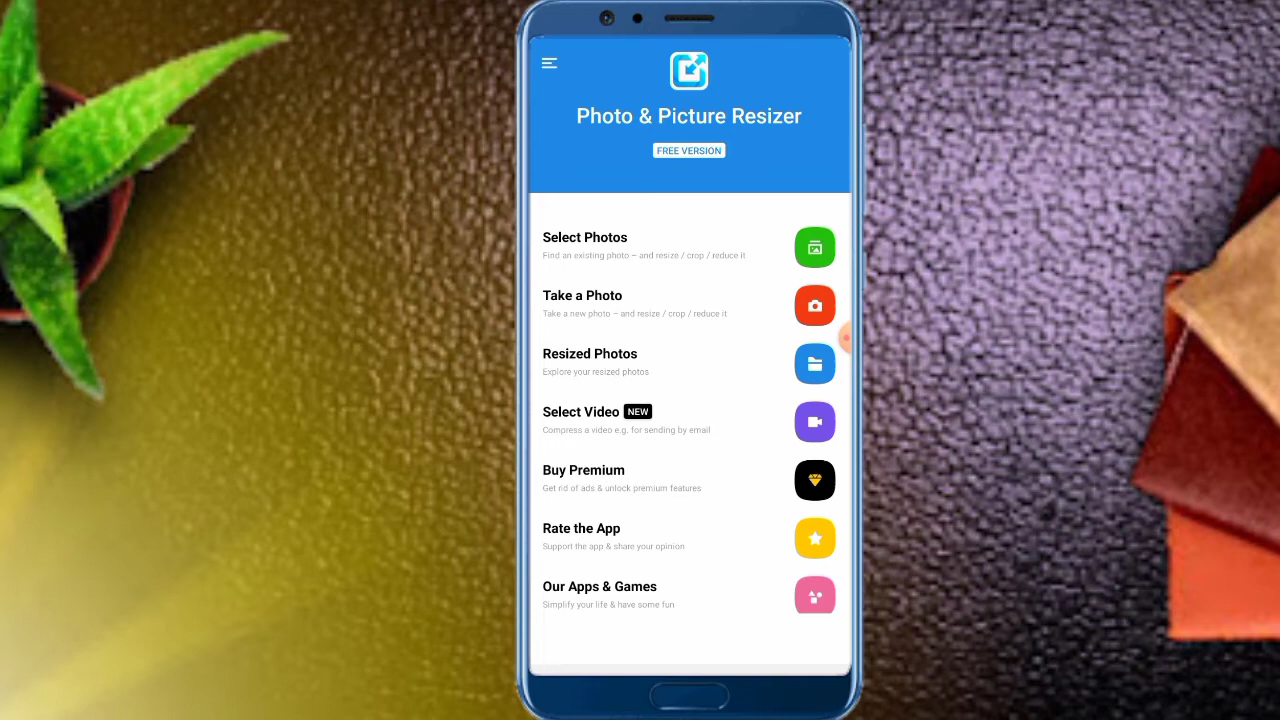 Photo & Picture Resizer
FREE VERSION
Select Photos
Find an existing photo – and resize / crop / reduce it
Take a Photo
Take a new photo – and resize / crop / reduce it
Resized Photos
Explore your resized photos
Select Video NEW
Compress a video e.g. for sending by email
Buy Premium
Get rid of ads & unlock premium features
Rate the App
Support the app & share your opinion
Our Apps & Games
Simplify your life & have some fun